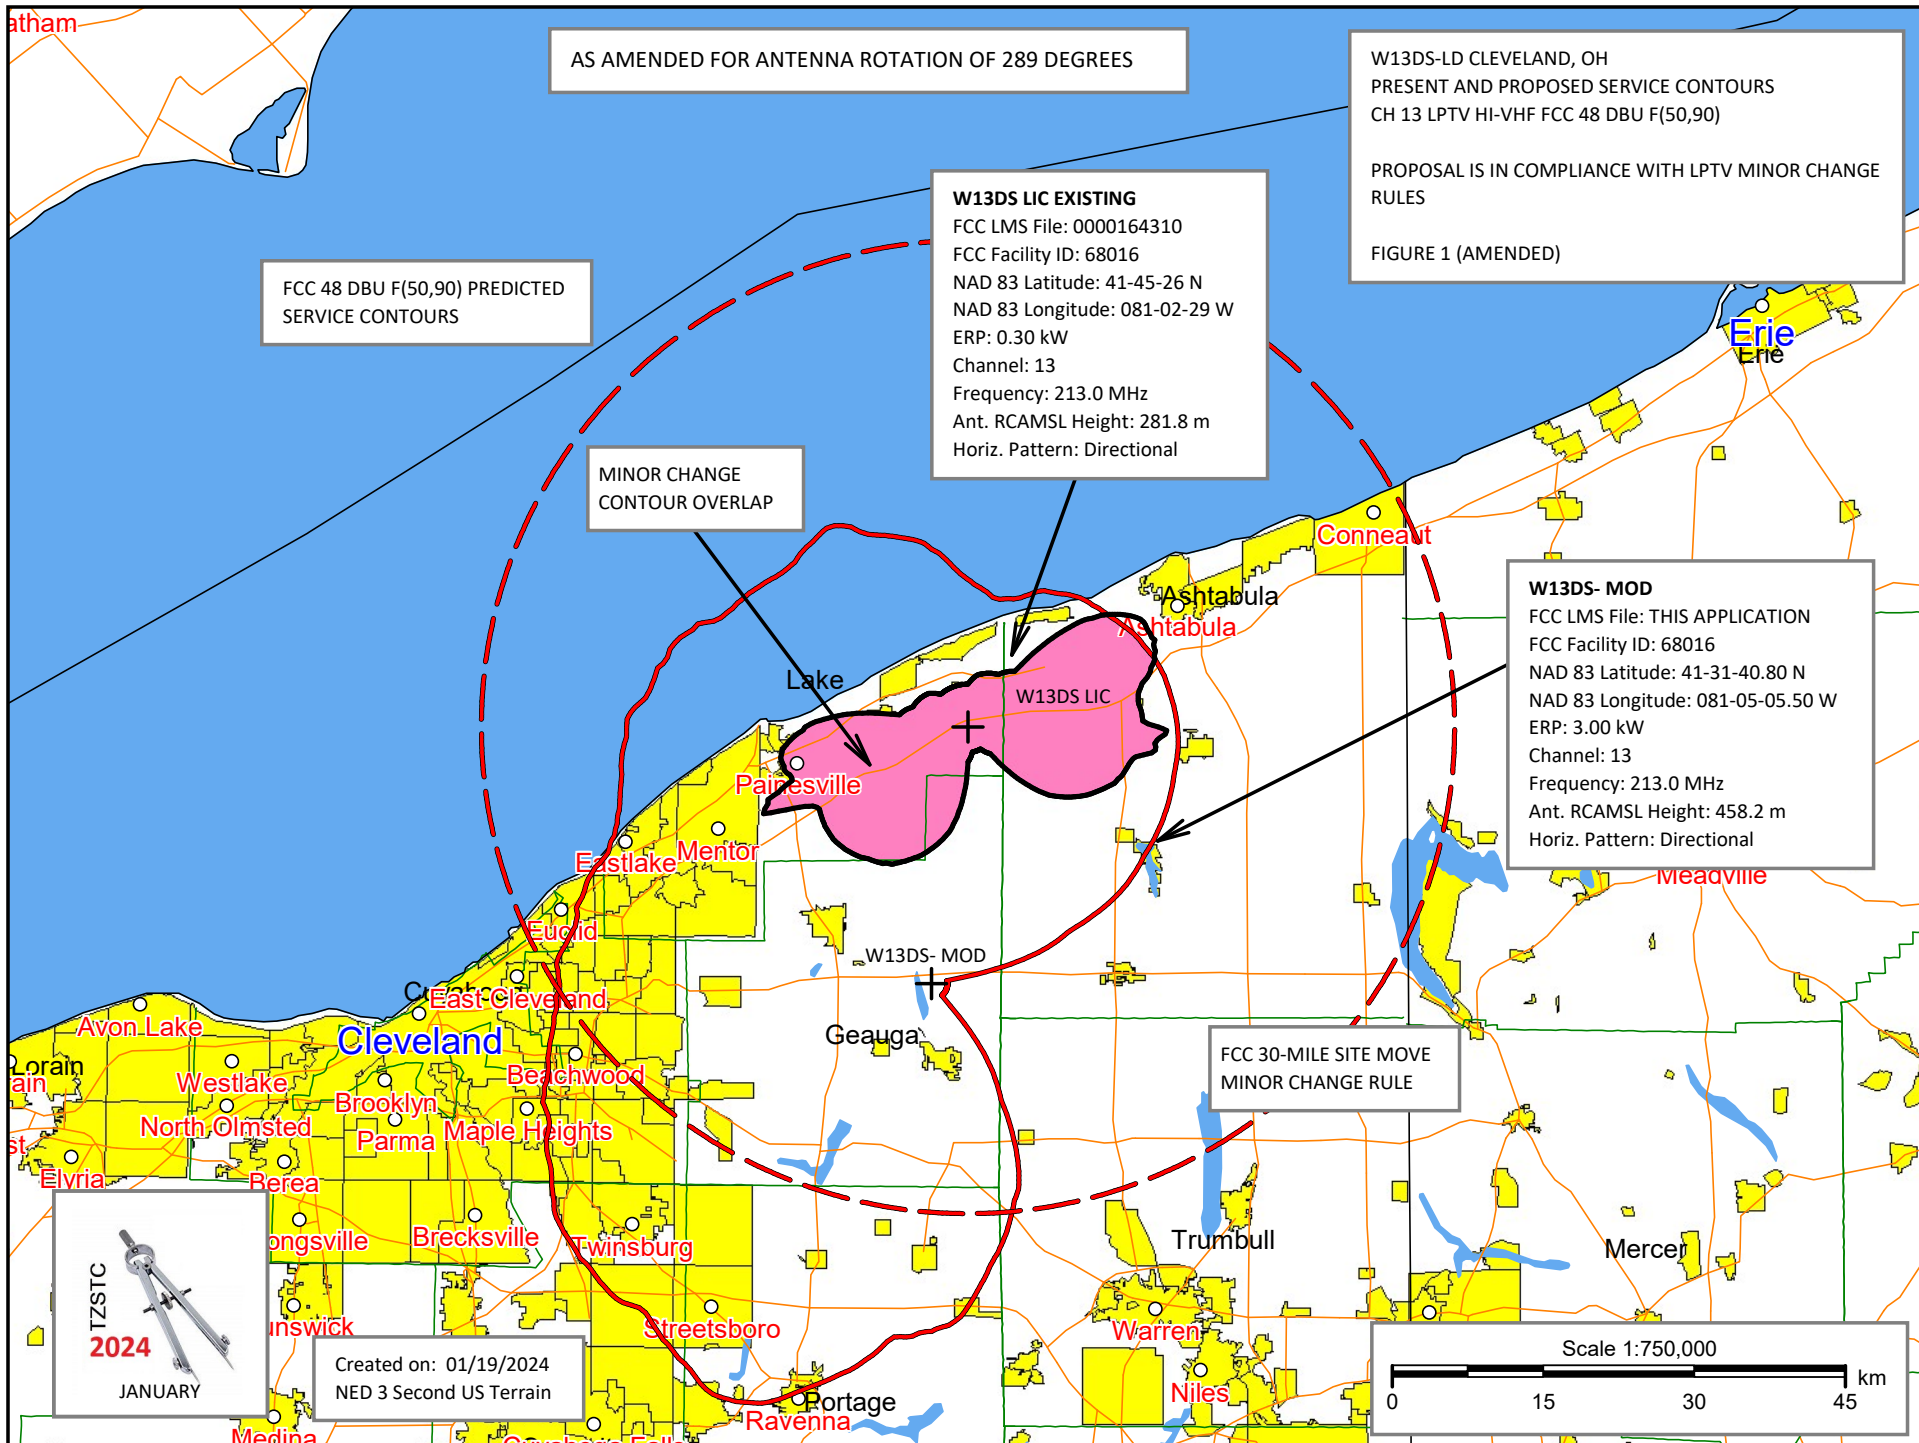 atham
AS AMENDED FOR ANTENNA ROTATION OF 289 DEGREES
W13DS-LD CLEVELAND, OH
PRESENT AND PROPOSED SERVICE CONTOURS
CH 13 LPTV HI-VHF FCC 48 DBU F(50,90)
PROPOSAL IS IN COMPLIANCE WITH LPTV MINOR CHANGE
RULES
FIGURE 1 (AMENDED)
FCC 48 DBU F(50,90) PREDICTED
SERVICE CONTOURS
W13DS LIC EXISTING
FCC LMS File: 0000164310
FCC Facility ID: 68016
NAD 83 Latitude: 41-45-26 N
NAD 83 Longitude: 081-02-29 W
ERP: 0.30 kW
Channel: 13
Frequency: 213.0 MHz
Ant. RCAMSL Height: 281.8 m
Horiz. Pattern: Directional
Erie
Erie
MINOR CHANGE
CONTOUR OVERLAP
Conneaut
Ashtabula
Ashtabula
W13DS- MOD
FCC LMS File: THIS APPLICATION
FCC Facility ID: 68016
NAD 83 Latitude: 41-31-40.80 N
NAD 83 Longitude: 081-05-05.50 W
ERP: 3.00 kW
Channel: 13
Frequency: 213.0 MHz
Ant. RCAMSL Height: 458.2 m
Horiz. Pattern: Directional
Lake
W13DS LIC
Painesville
Eastlake
Mentor
Meadville
Euclid
W13DS- MOD
East Cleveland
Avon Lake
Cleveland
Geauga
Lorain
rain
Westlake
Beachwood
FCC 30-MILE SITE MOVE
MINOR CHANGE RULE
Brooklyn
North Olmsted
Parma
Maple Heights
st
Elyria
Berea
ongsville
Brecksville
Twinsburg
Trumbull
Mercer
TZSTC
2024
JANUARY
unswick
Streetsboro
Warren
Created on: 01/19/2024
NED 3 Second US Terrain
Scale 1:750,000
km
0 15 30 45
Niles
Portage
Ravenna
Medina